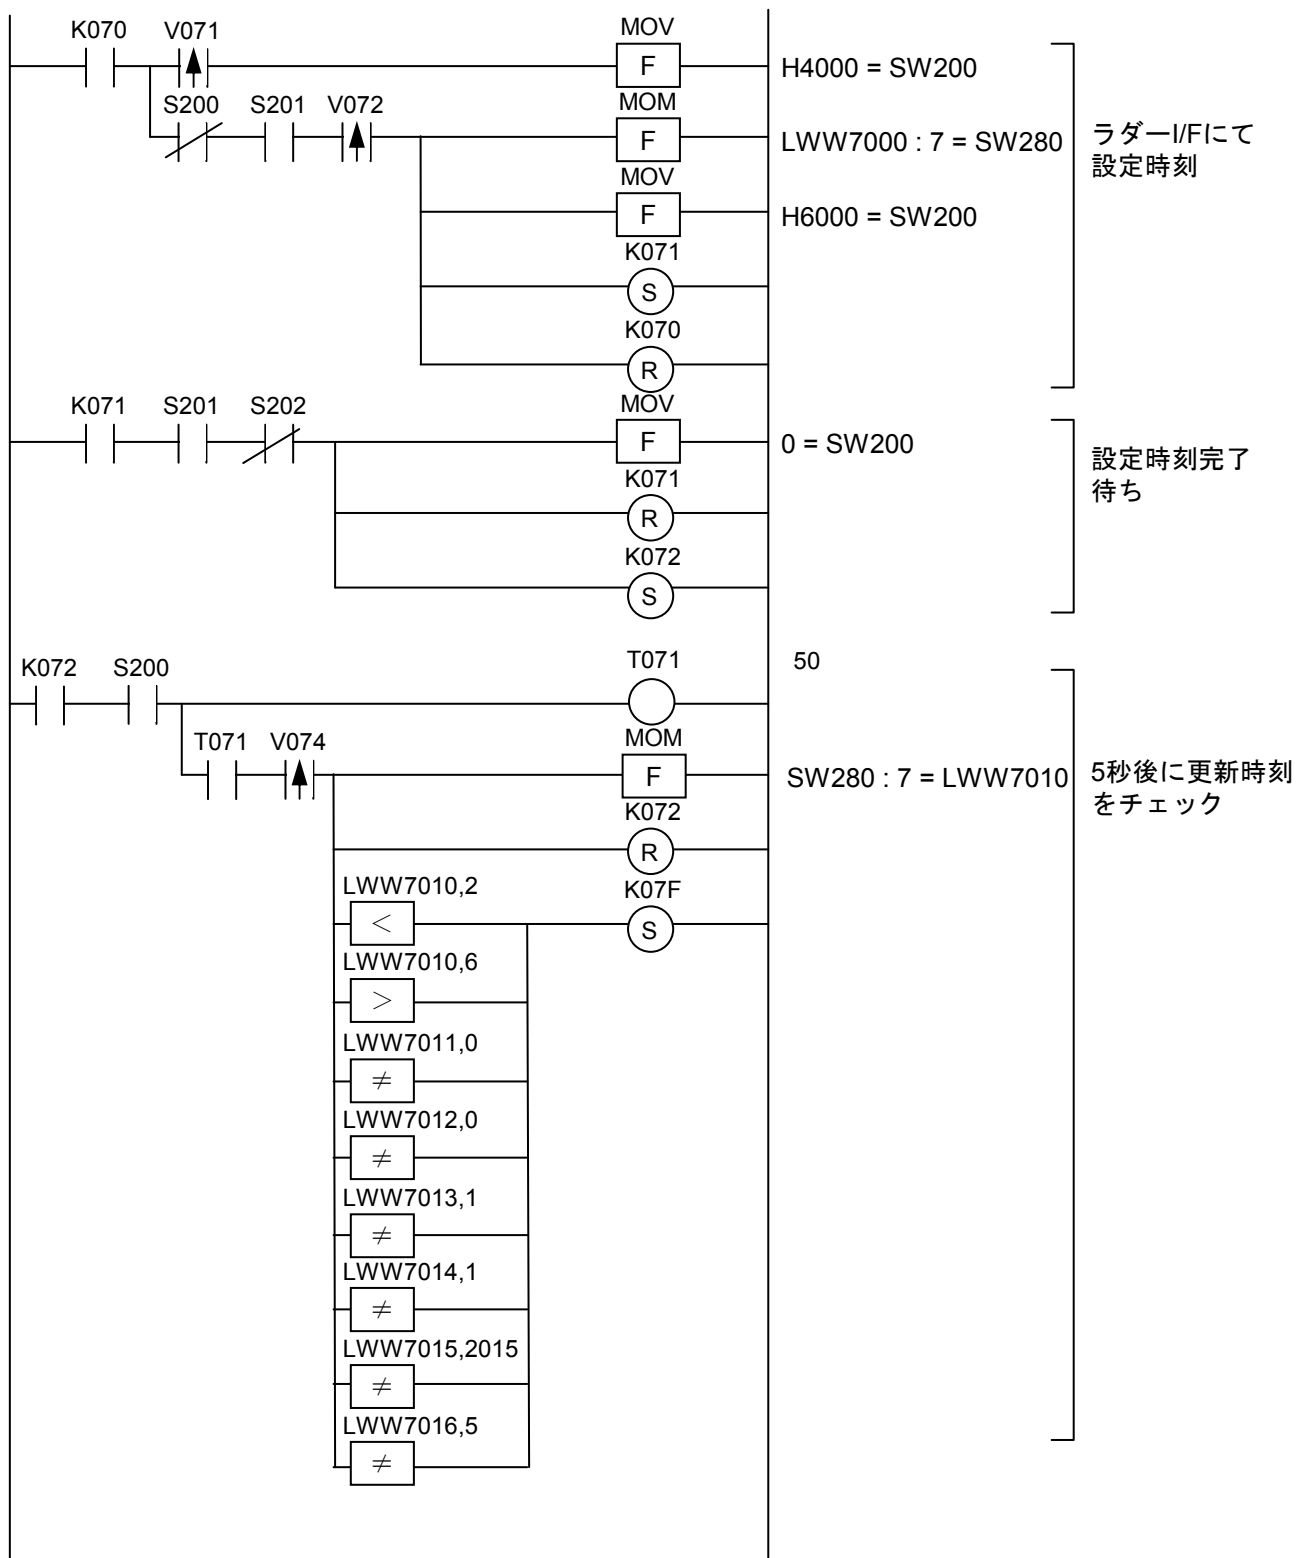 K070 V071 MOV
F H4000 = SW200
S200 S201 V072 MOM
F LWW7000 : 7 = SW280
ラダーI/Fにて
設定時刻
MOV
F H6000 = SW200
K071
S
K070
R
K071 S201 S202 MOV
F 0 = SW200
設定時刻完了
待ち
K071
R
K072
S
K072 S200 T071 50
T071 V074 MOM
F SW280 : 7 = LWW7010
5秒後に更新時刻
をチェック
K072
R
LWW7010,2 K07F
< S
LWW7010,6
>
LWW7011,0
≠
LWW7012,0
≠
LWW7013,1
≠
LWW7014,1
≠
LWW7015,2015
≠
LWW7016,5
≠